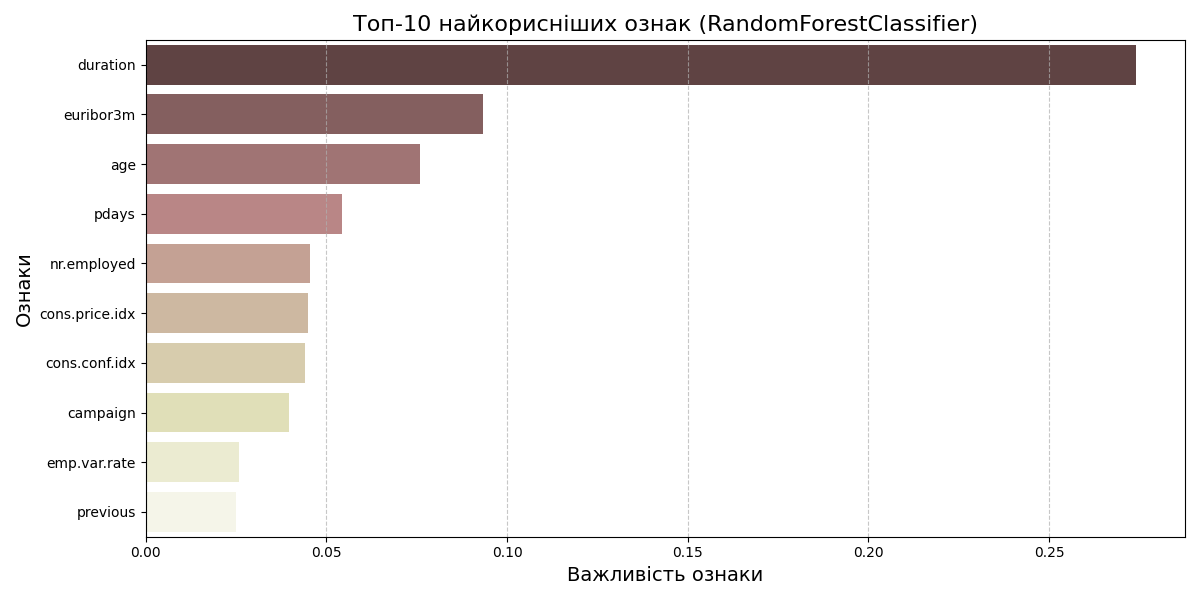 Топ-10 найкорисніших ознак (RandomForestClassifier)
Ознаки
duration
euribor3m
age
pdays
nr.employed
cons.price.idx
cons.conf.idx
campaign
emp.var.rate
previous
0.00 0.05 0.10 0.15 0.20 0.25
Важливість ознаки